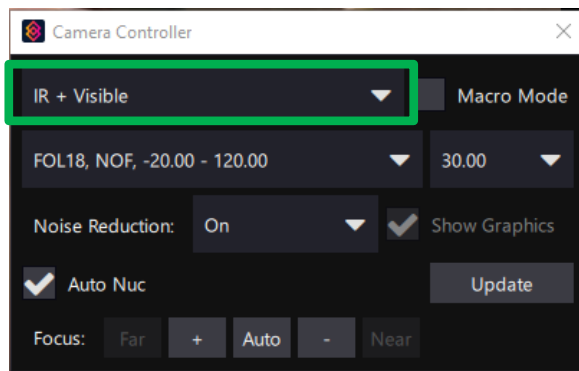 Camera Controller
IR + Visible Macro Mode
FOL18, NOF, -20.00 - 120.00 30.00
Noise Reduction: On Show Graphics
Auto Nuc Update
Focus: Far + Auto - Near